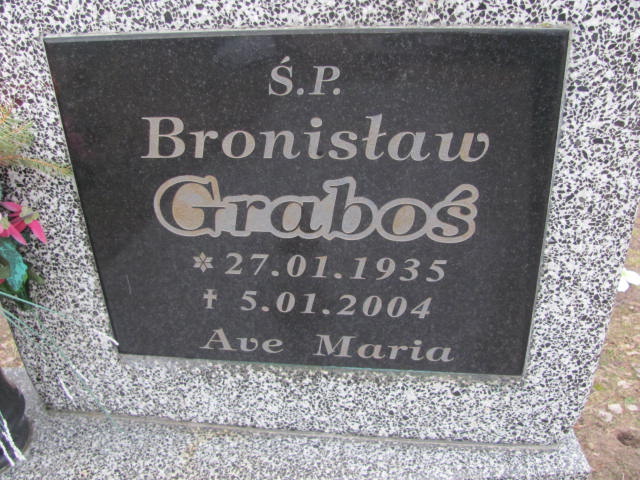 Ś.P.
Bronisław
Graboś
* 27.01.1935
✝ 5.01.2004
Ave Maria